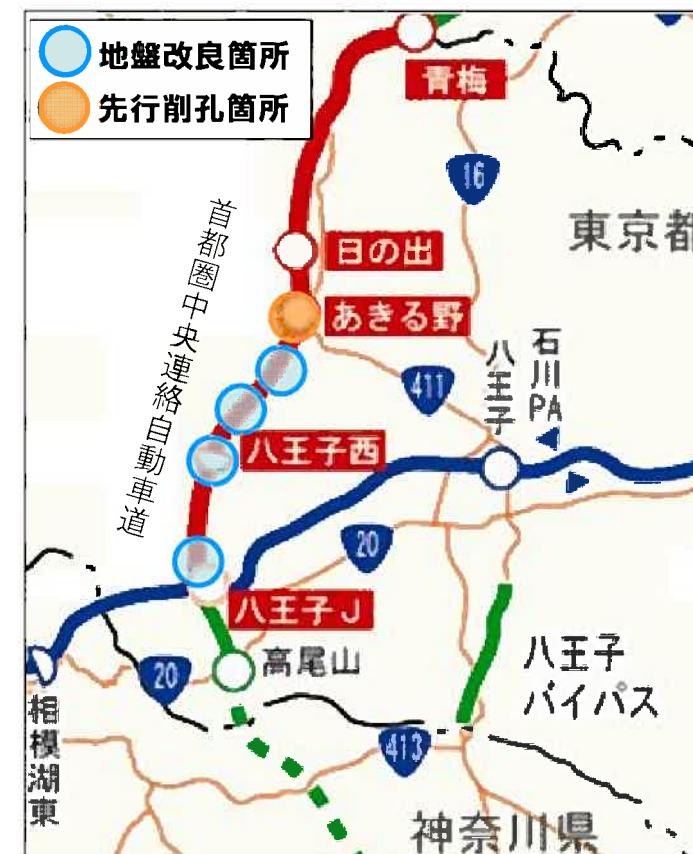 地盤改良箇所
先行削孔箇所
青梅
16
東京都
首都圏中央連絡自動車道
日の出
あきる野
411
八王子
石川PA
八王子西
20
八王子J
高尾山
20
八王子
バイパス
相模湖東
413
神奈川県